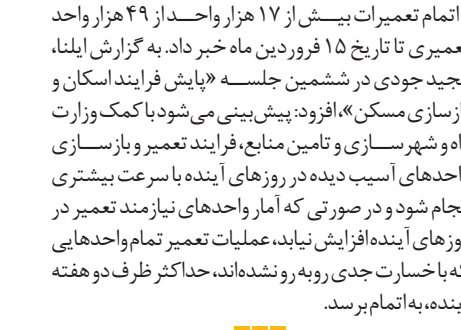 اتمام تعمیرات بیش از ۱۷ هزار واحد از ۴۹ هزار واحد
عمیری تا تاریخ ۱۵ فروردین ماه خبر داد. به گزارش ایلنا،
جید جودی در ششمین جلسه «پایش فرایند اسکان و
ازسازی مسکن»، افزود: پیش‌بینی می‌شود با کمک وزارت
اه و شهرسازی و تامین منابع، فرایند تعمیر و بازسازی
احدهای آسیب دیده در روزهای آینده با سرعت بیشتری
جام شود و در صورتی که آمار واحدهای نیازمند تعمیر در
وزهای آینده افزایش نیابد، عملیات تعمیر تمام واحدهایی
که با خسارت جدی روبه رو نشده‌اند، حداکثر ظرف دو هفته
ینده، به اتمام برسد.